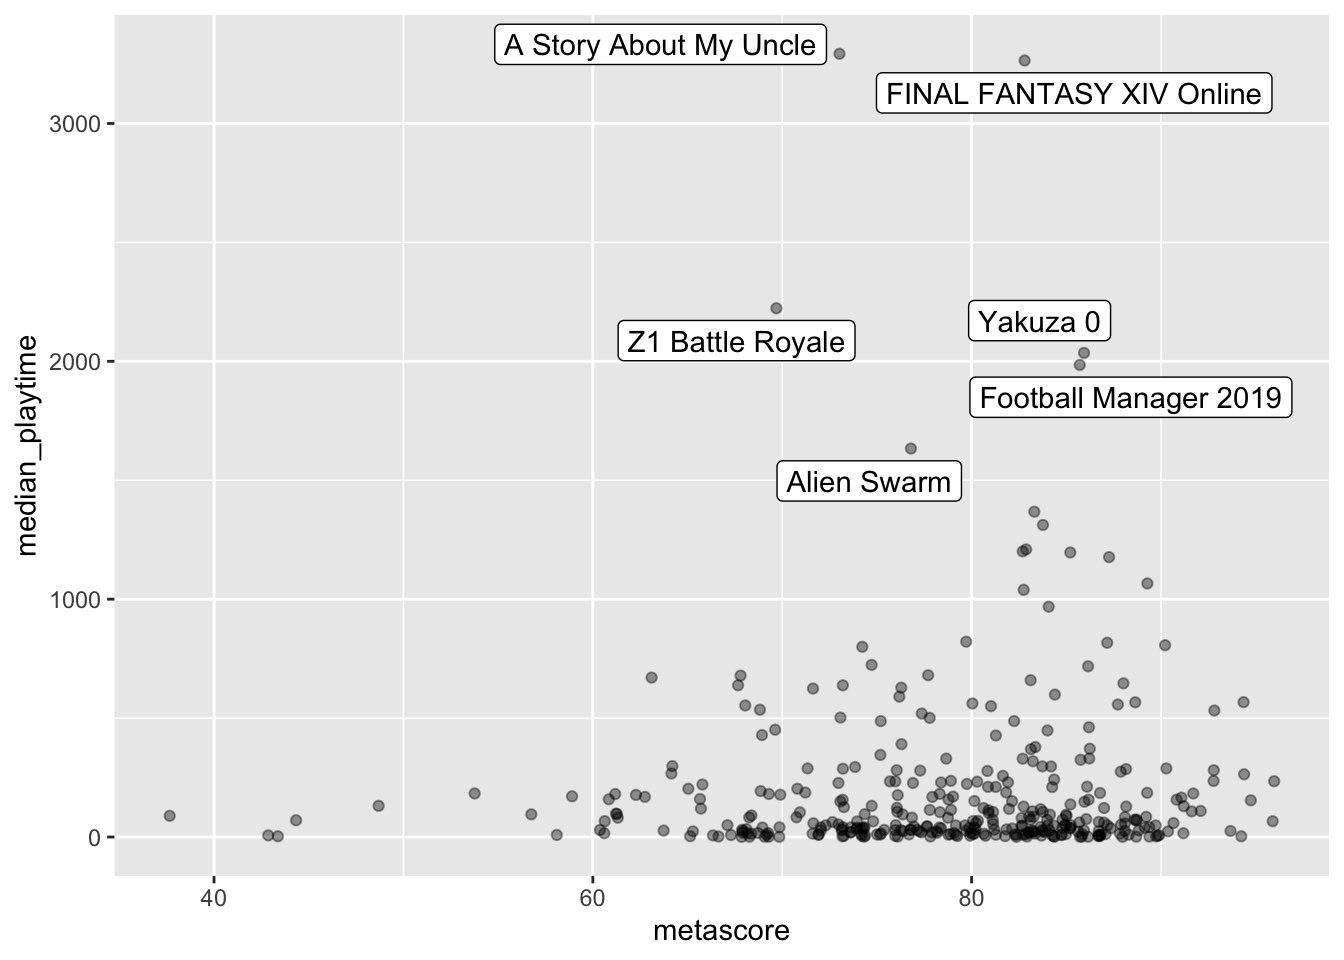 A Story About My Uncle
FINAL FANTASY XIV Online
3000
Yakuza 0
Z1 Battle Royale
2000
Football Manager 2019
Alien Swarm
median_playtime
1000
0
40
60
80
metascore